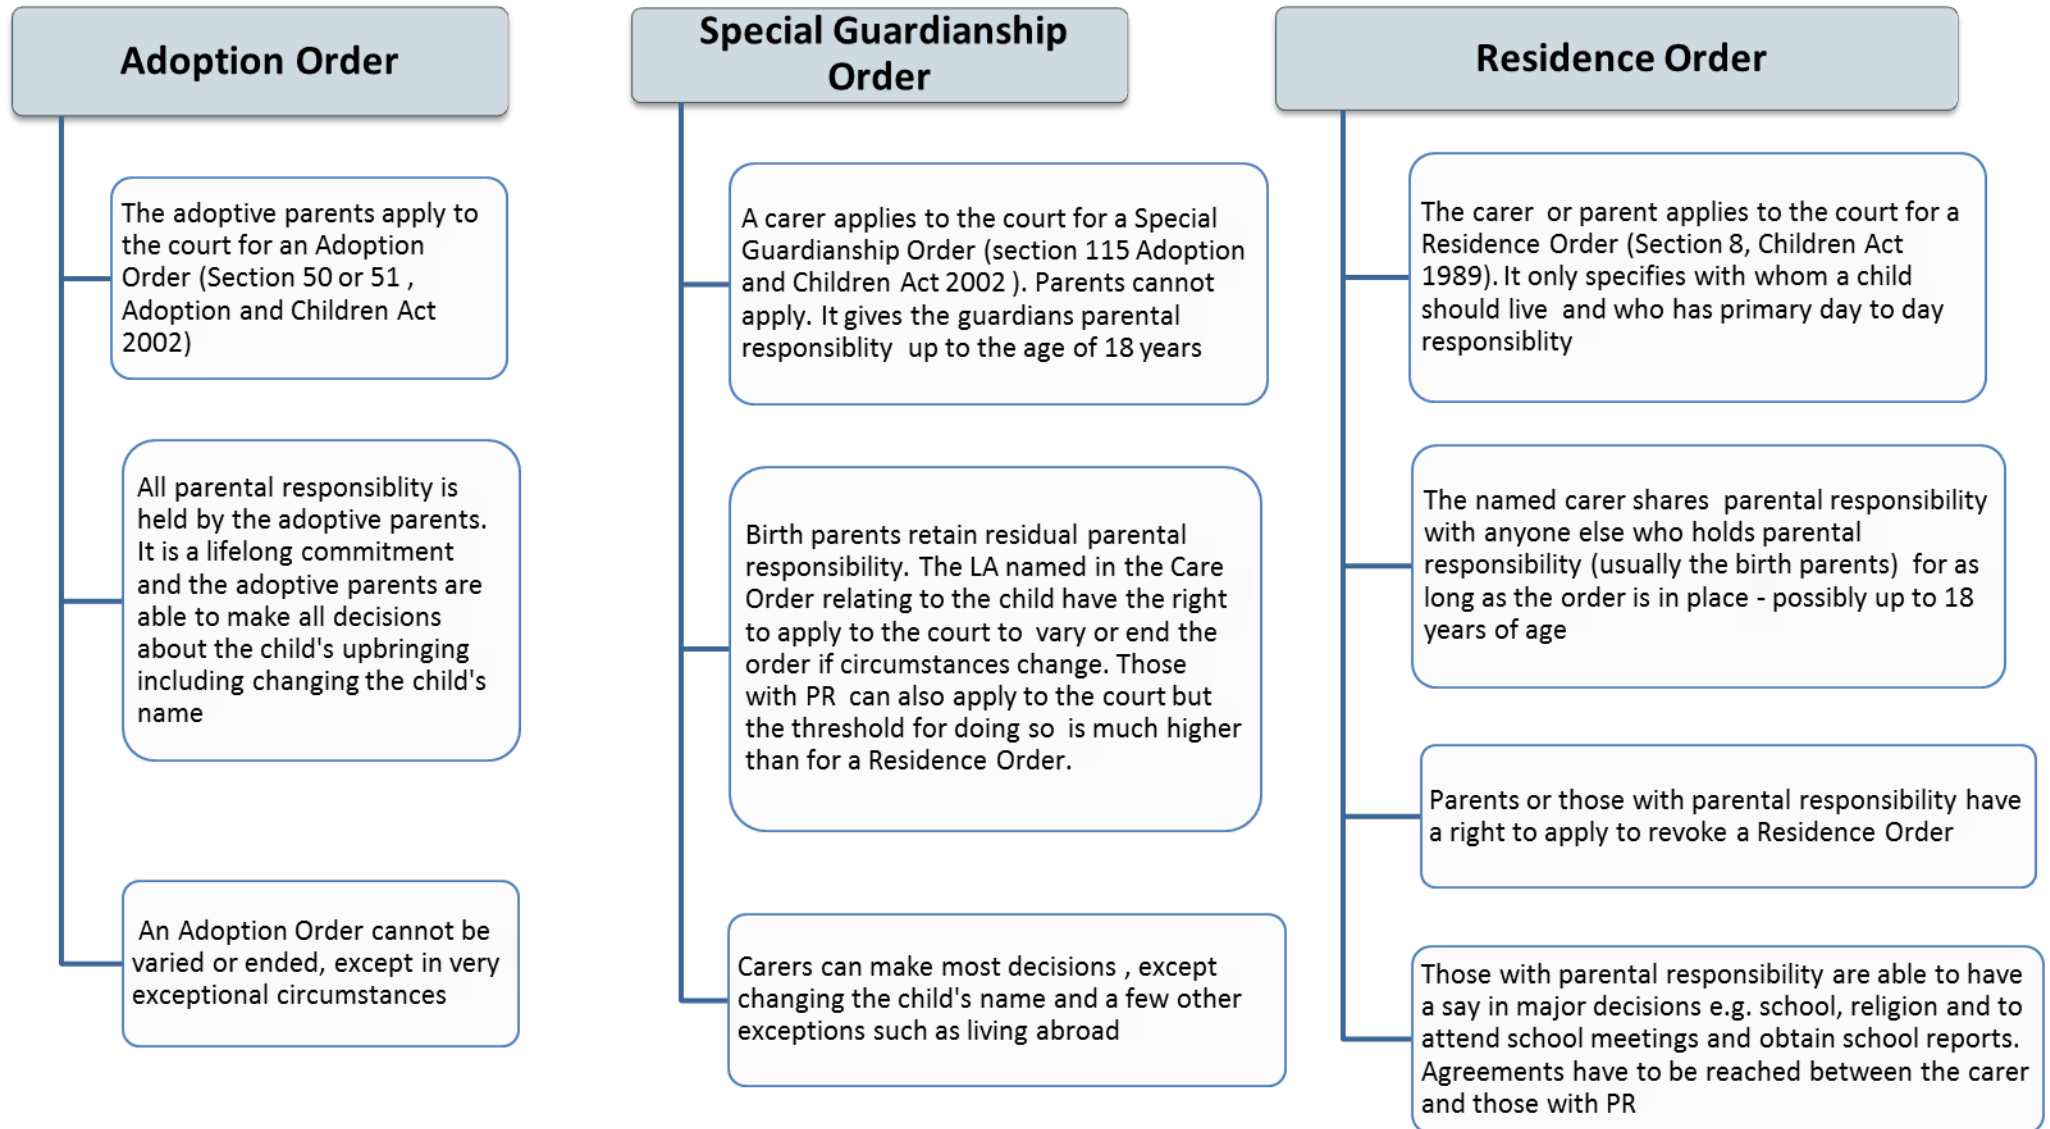 Adoption Order
The adoptive parents apply to
the court for an Adoption
Order (Section 50 or 51 ,
Adoption and Children Act
2002)
All parental responsiblity is
held by the adoptive parents.
It is a lifelong commitment
and the adoptive parents are
able to make all decisions
about the child's upbringing
including changing the child's
name
An Adoption Order cannot be
varied or ended, except in very
exceptional circumstances
Special Guardianship
Order
A carer applies to the court for a Special
Guardianship Order (section 115 Adoption
and Children Act 2002 ). Parents cannot
apply. It gives the guardians parental
responsiblity up to the age of 18 years
Birth parents retain residual parental
responsibility. The LA named in the Care
Order relating to the child have the right
to apply to the court to vary or end the
order if circumstances change. Those
with PR can also apply to the court but
the threshold for doing so is much higher
than for a Residence Order.
Carers can make most decisions , except
changing the child's name and a few other
exceptions such as living abroad
Residence Order
The carer or parent applies to the court for a
Residence Order (Section 8, Children Act
1989). It only specifies with whom a child
should live and who has primary day to day
responsiblity
The named carer shares parental responsibility
with anyone else who holds parental
responsibility (usually the birth parents) for as
long as the order is in place - possibly up to 18
years of age
Parents or those with parental responsibility have
a right to apply to revoke a Residence Order
Those with parental responsibility are able to have
a say in major decisions e.g. school, religion and to
attend school meetings and obtain school reports.
Agreements have to be reached between the carer
and those with PR